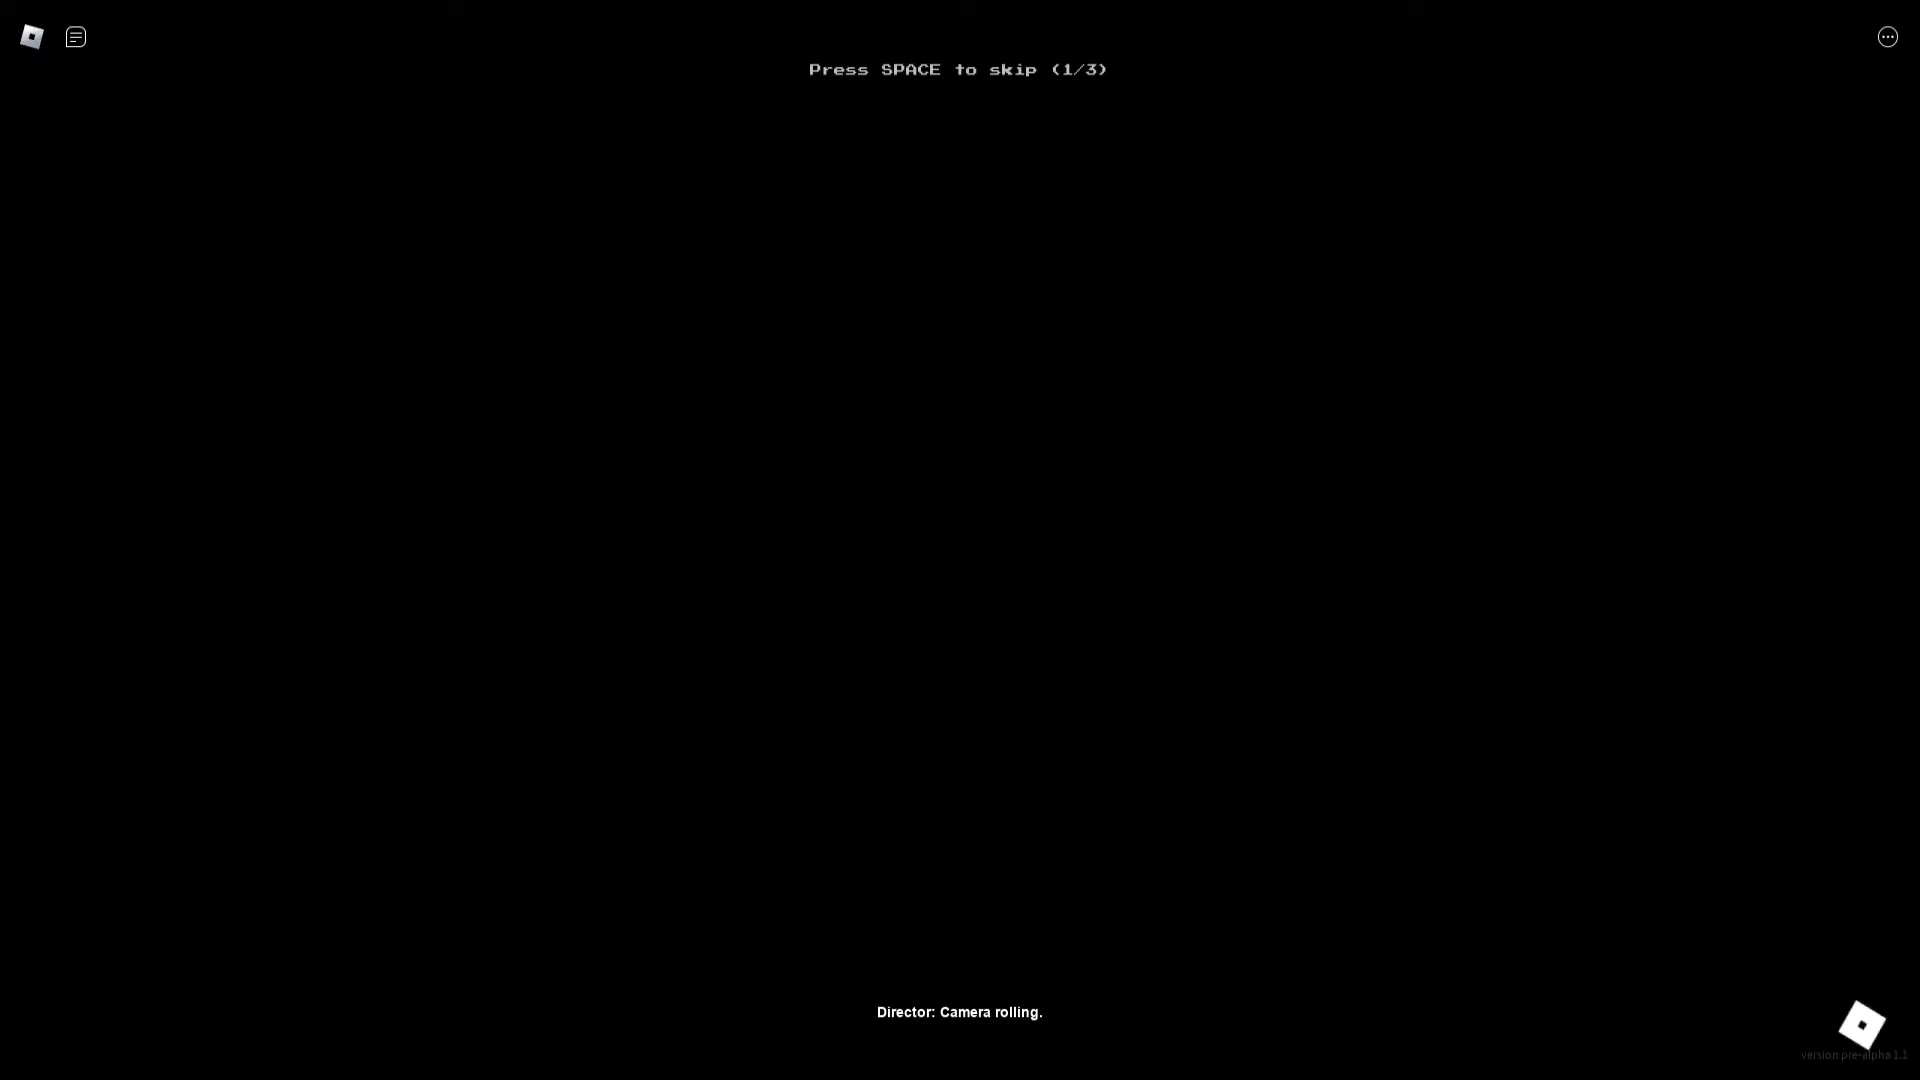 Press SPACE to skip (1/3)
Director: Camera rolling.
version pre-alpha 1.1